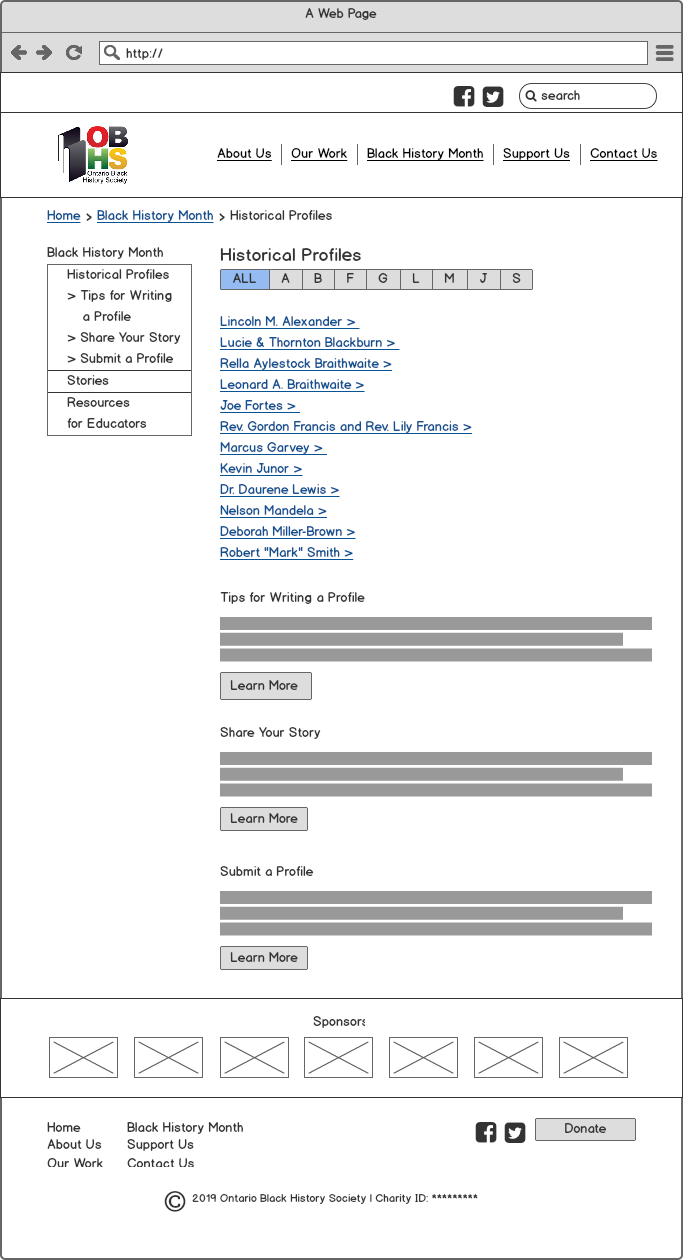 A Web Page
http://
search
OB
HS
Ontario Black
History Society
About Us Our Work Black History Month Support Us Contact Us
Home > Black History Month > Historical Profiles
Black History Month
Historical Profiles
> Tips for Writing
a Profile
> Share Your Story
> Submit a Profile
Stories
Resources
for Educators
Historical Profiles
ALL A B F G L M J S
Lincoln M. Alexander >
Lucie & Thornton Blackburn >
Rella Aylestock Braithwaite >
Leonard A. Braithwaite >
Joe Fortes >
Rev. Gordon Francis and Rev. Lily Francis >
Marcus Garvey >
Kevin Junor >
Dr. Daurene Lewis >
Nelson Mandela >
Deborah Miller-Brown >
Robert "Mark" Smith >
Tips for Writing a Profile
Learn More
Share Your Story
Learn More
Submit a Profile
Learn More
Sponsors
Home Black History Month
About Us Support Us
Our Work Contact Us
Donate
© 2019 Ontario Black History Society | Charity ID: *********